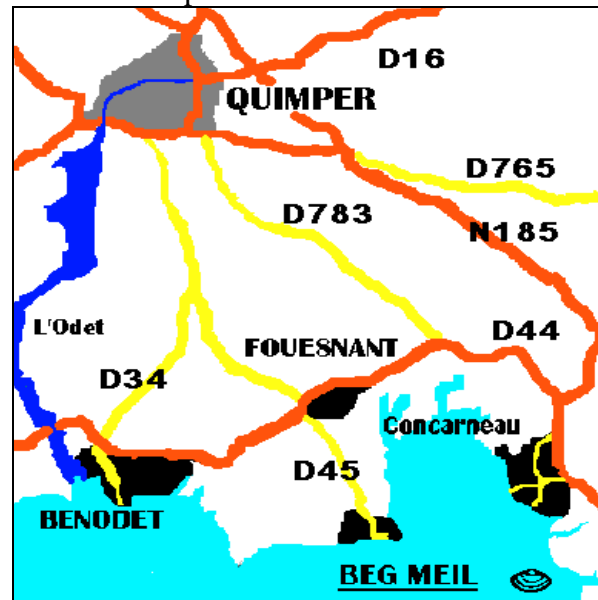 D16
QUIMPER
D765
D783
N185
L'Odet
D44
FOUESNANT
D34
Concarneau
D45
BENODET
BEG MEIL